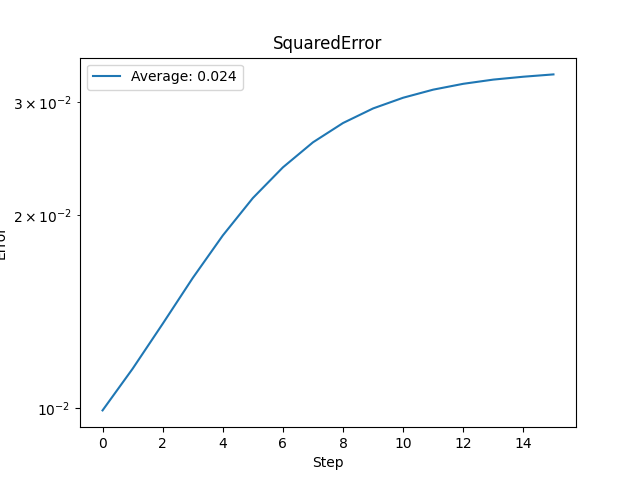 SquaredError
Average: 0.024
3 × 10⁻²
2 × 10⁻²
10⁻²
Error
0 2 4 6 8 10 12 14
Step